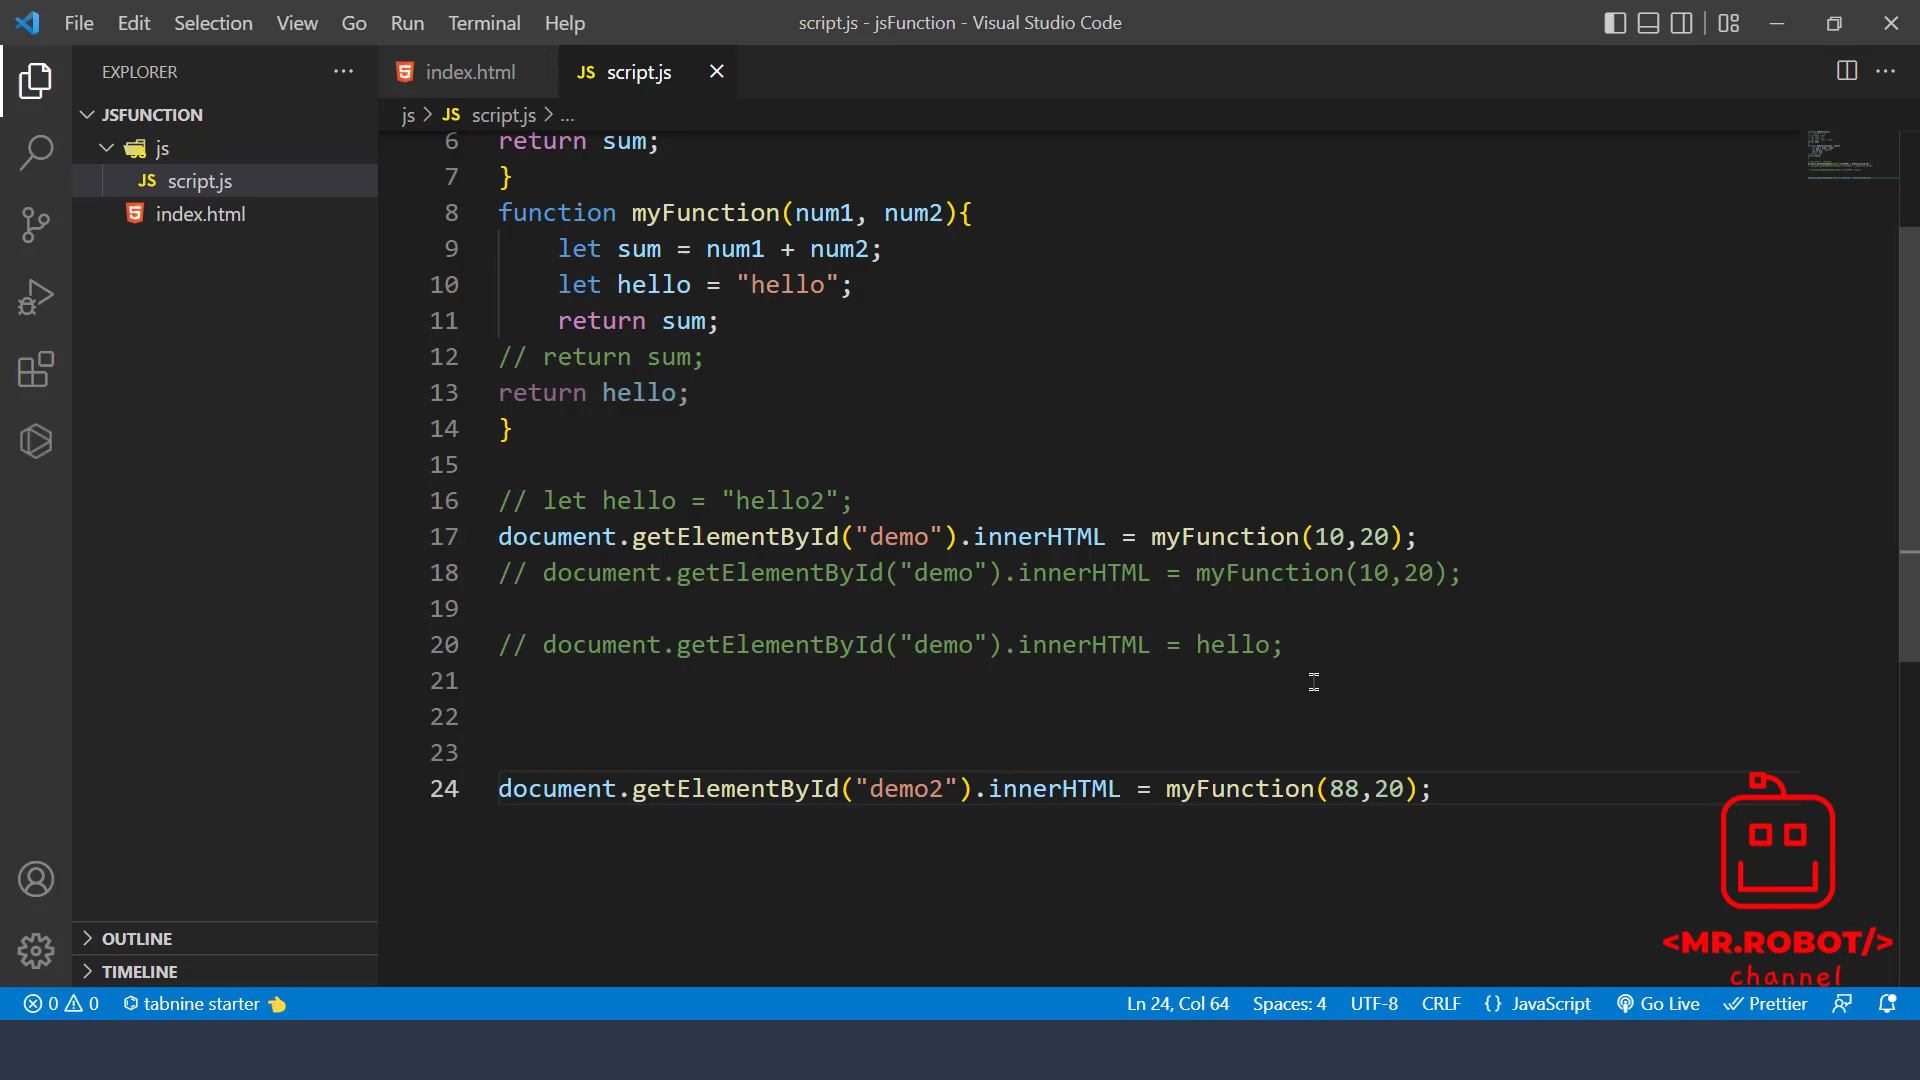 File Edit Selection View Go Run Terminal Help script.js - jsFunction - Visual Studio Code
EXPLORER
JSFUNCTION
js
JS script.js
index.html
OUTLINE
TIMELINE
index.html
JS script.js
js > JS script.js > ...
6 return sum;
7 }
8 function myFunction(num1, num2){
9 let sum = num1 + num2;
10 let hello = "hello";
11 return sum;
12 // return sum;
13 return hello;
14 }
15
16 // let hello = "hello2";
17 document.getElementById("demo").innerHTML = myFunction(10,20);
18 // document.getElementById("demo").innerHTML = myFunction(10,20);
19
20 // document.getElementById("demo").innerHTML = hello;
21
22
23
24 document.getElementById("demo2").innerHTML = myFunction(88,20);
<MR.ROBOT/>
channel
0 0 tabnine starter Ln 24, Col 64 Spaces: 4 UTF-8 CRLF {} JavaScript Go Live Prettier